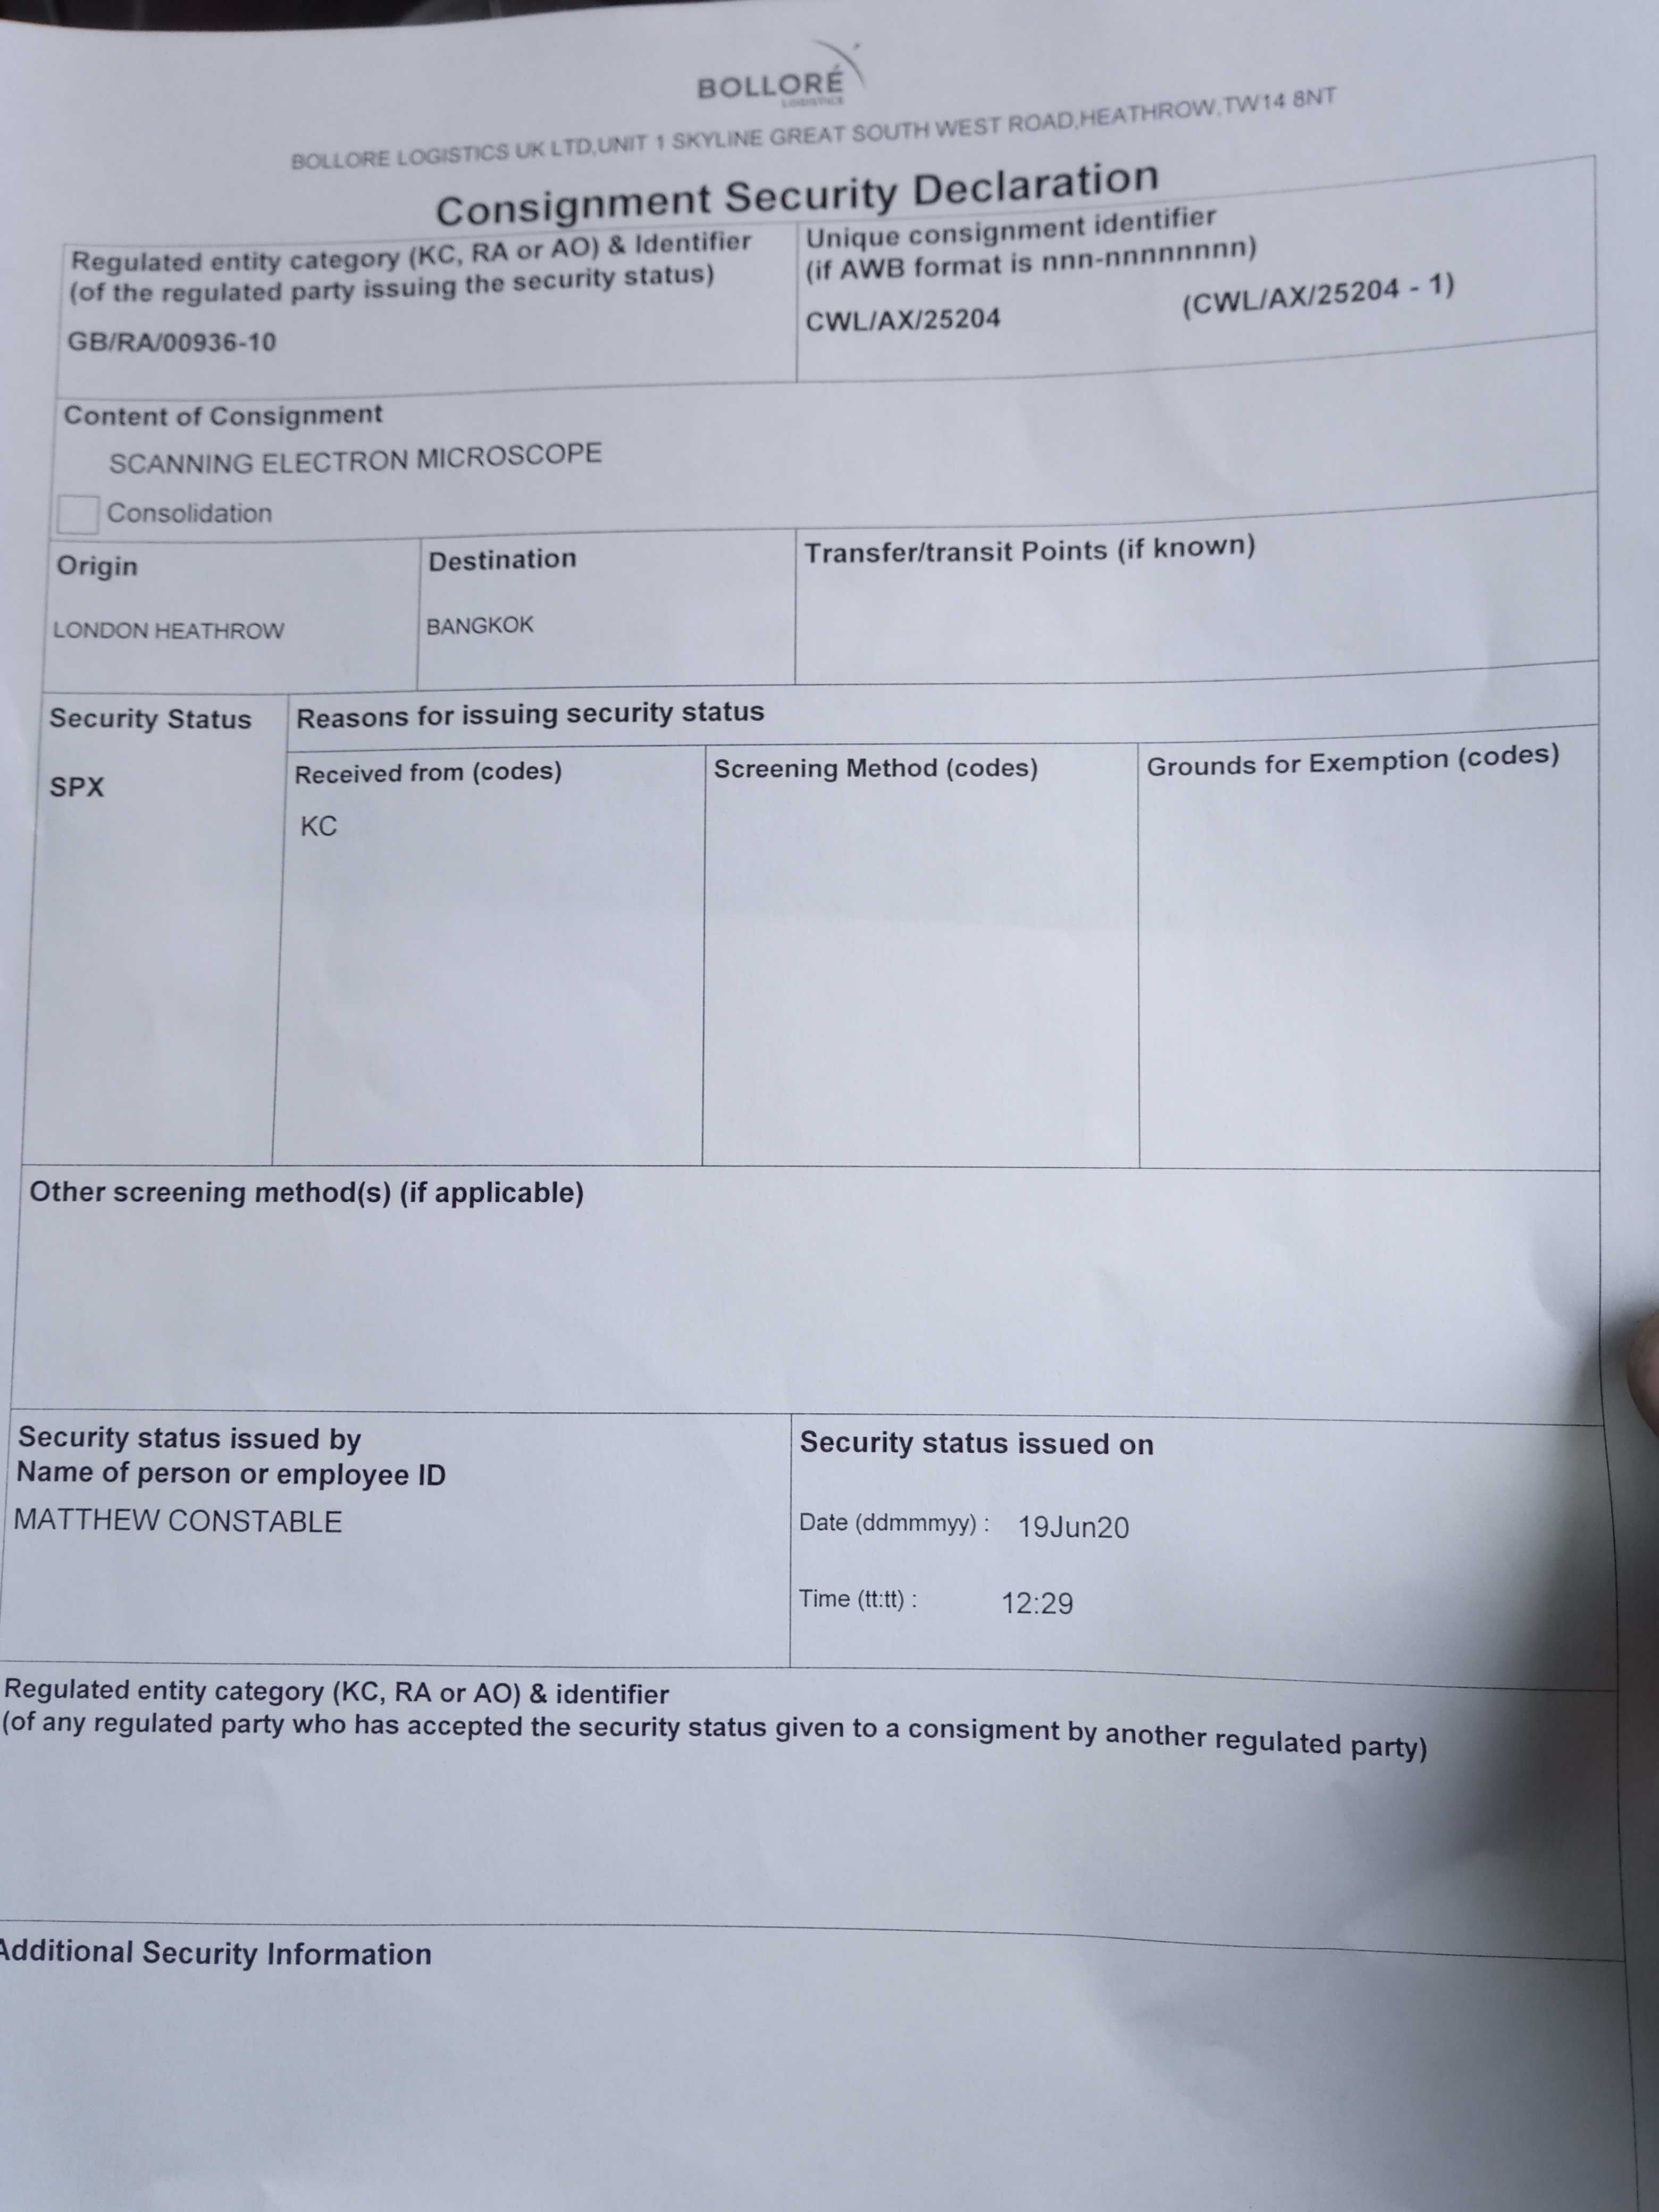 BOLLORÉ
LOGISTICS
BOLLORE LOGISTICS UK LTD,UNIT 1 SKYLINE GREAT SOUTH WEST ROAD,HEATHROW,TW14 8NT
Consignment Security Declaration
Regulated entity category (KC, RA or AO) & Identifier
(of the regulated party issuing the security status)
GB/RA/00936-10
Unique consignment identifier
(if AWB format is nnn-nnnnnnnn)
CWL/AX/25204 (CWL/AX/25204 - 1)
Content of Consignment
SCANNING ELECTRON MICROSCOPE
Consolidation
Origin
LONDON HEATHROW
Destination
BANGKOK
Transfer/transit Points (if known)
Security Status
SPX
Reasons for issuing security status
Received from (codes)
KC
Screening Method (codes)
Grounds for Exemption (codes)
Other screening method(s) (if applicable)
Security status issued by
Name of person or employee ID
MATTHEW CONSTABLE
Security status issued on
Date (ddmmmyy) : 19Jun20
Time (tt:tt) : 12:29
Regulated entity category (KC, RA or AO) & identifier
(of any regulated party who has accepted the security status given to a consigment by another regulated party)
Additional Security Information